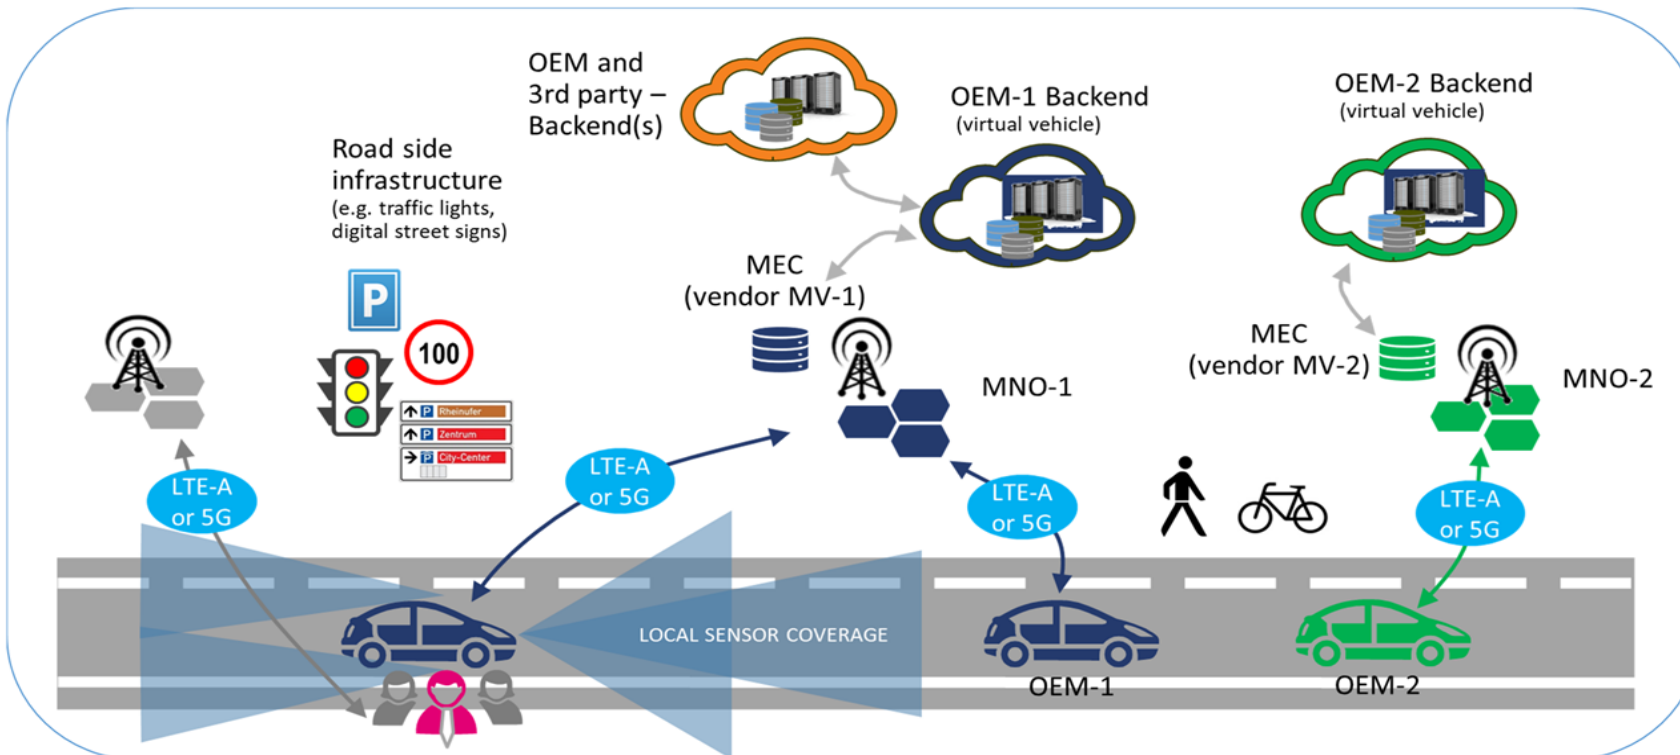 OEM and
3rd party –
Backend(s)
OEM-1 Backend
(virtual vehicle)
OEM-2 Backend
(virtual vehicle)
Road side
infrastructure
(e.g. traffic lights,
digital street signs)
P
100
P Rheinufer
P Zentrum
P City-Center
MEC
(vendor MV-1)
MNO-1
MEC
(vendor MV-2)
MNO-2
LTE-A
or 5G
LTE-A
or 5G
LTE-A
or 5G
LTE-A
or 5G
LOCAL SENSOR COVERAGE
OEM-1
OEM-2